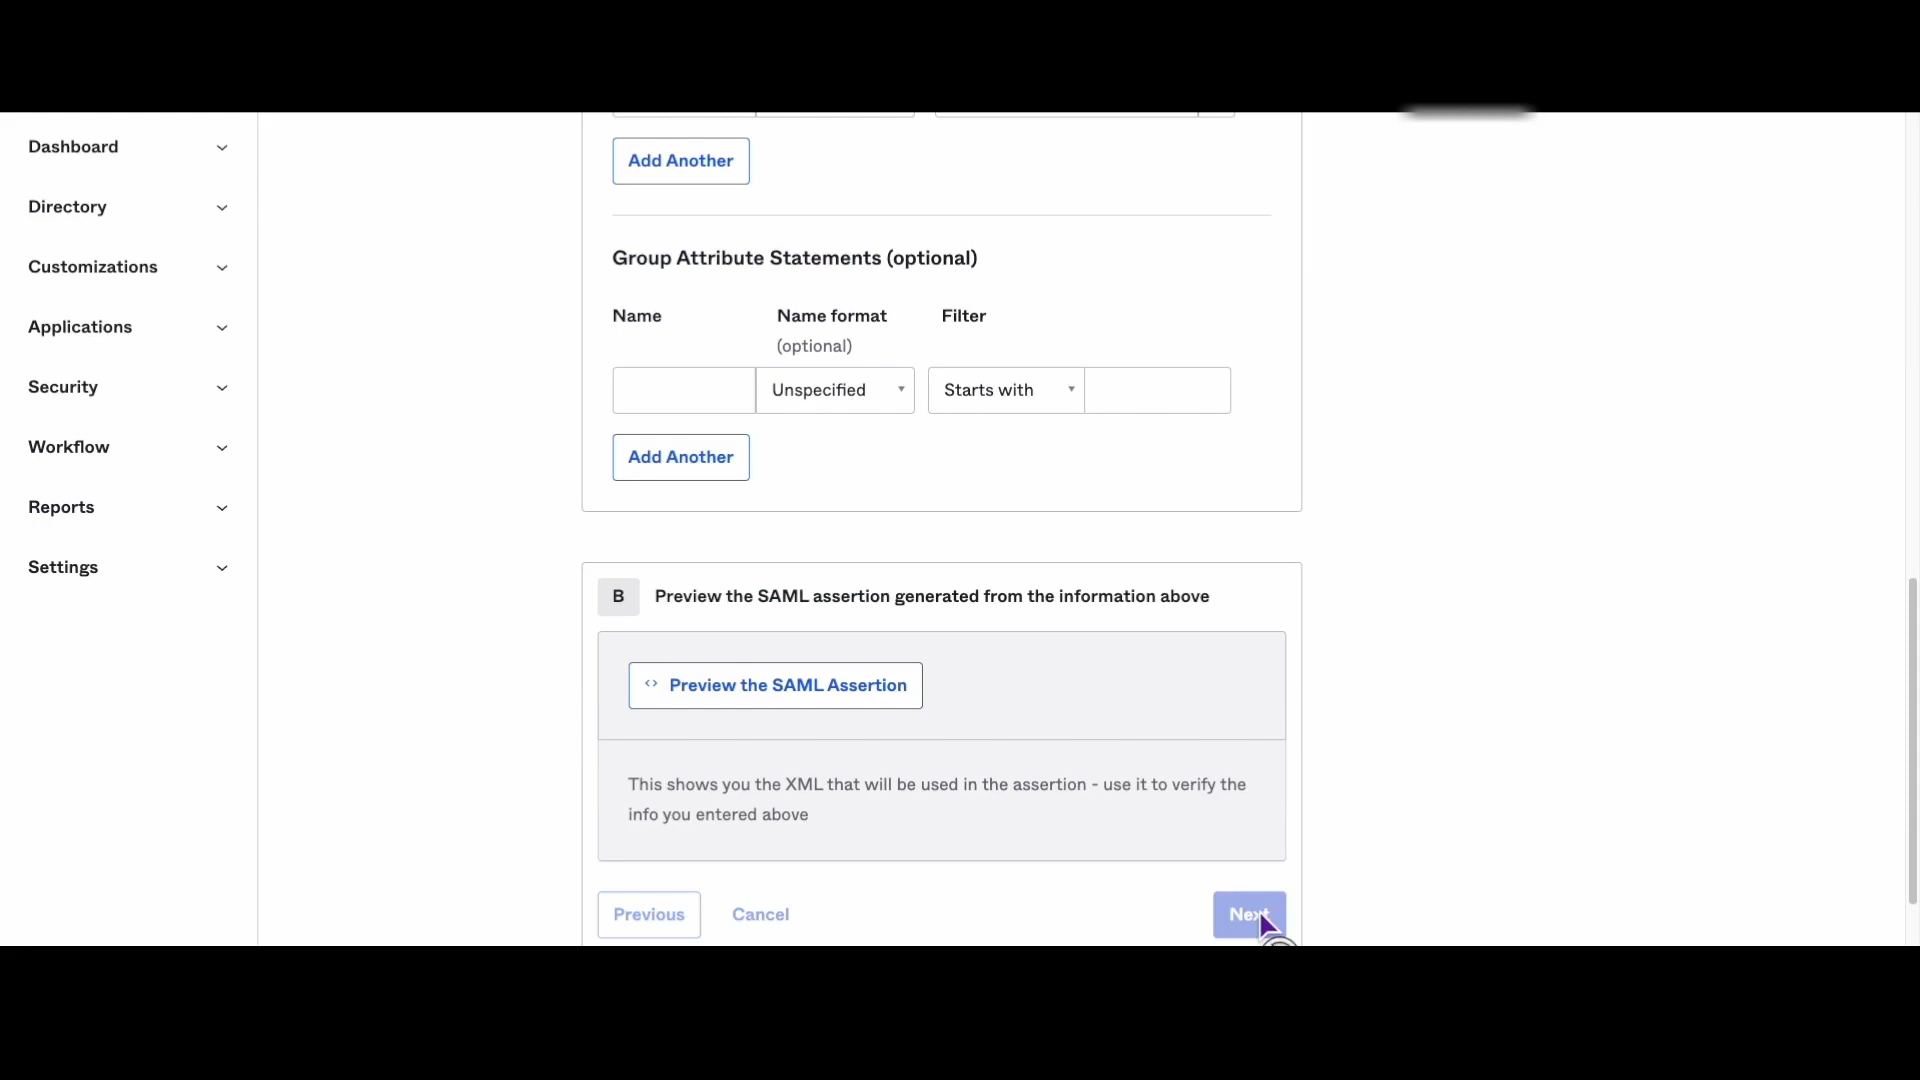 Dashboard
Directory
Customizations
Applications
Security
Workflow
Reports
Settings
Add Another
Group Attribute Statements (optional)
Name
Name format
(optional)
Filter
Unspecified
Starts with
Add Another
B
Preview the SAML assertion generated from the information above
<> Preview the SAML Assertion
This shows you the XML that will be used in the assertion - use it to verify the
info you entered above
Previous
Cancel
Next